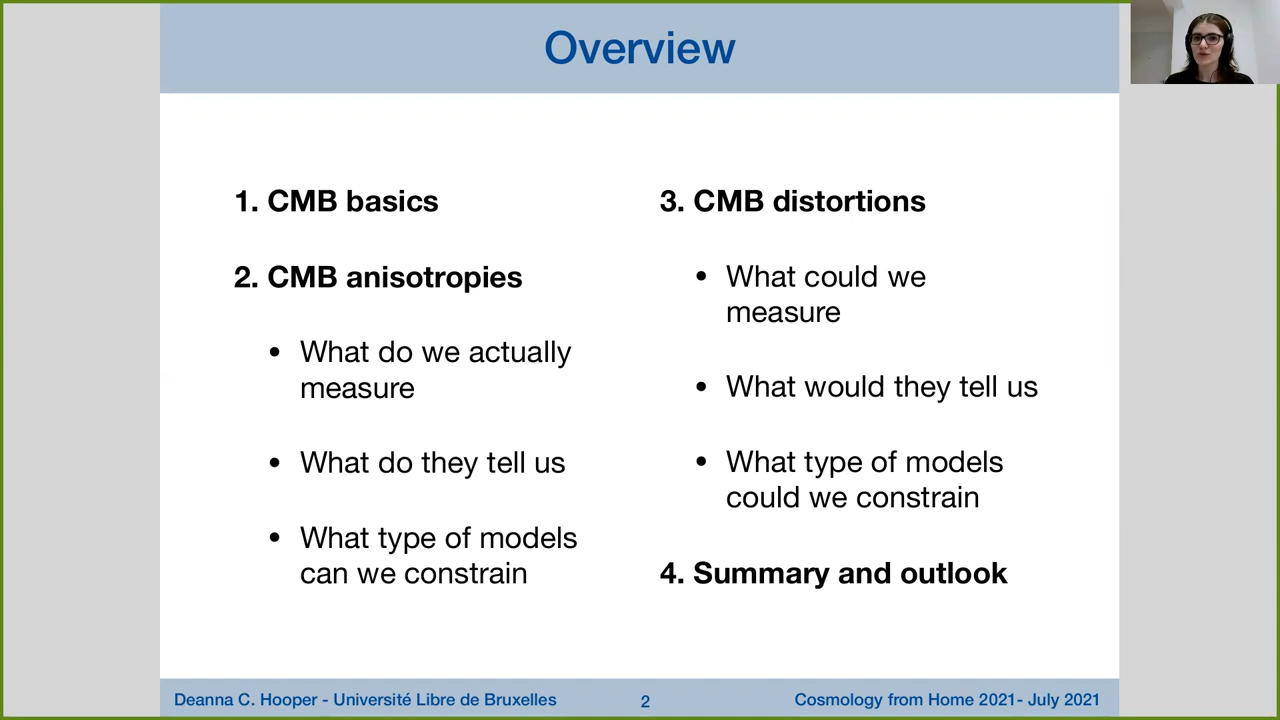 Overview
1. CMB basics
2. CMB anisotropies
• What do we actually
measure
• What do they tell us
• What type of models
can we constrain
3. CMB distortions
• What could we
measure
• What would they tell us
• What type of models
could we constrain
4. Summary and outlook
Deanna C. Hooper - Université Libre de Bruxelles
2
Cosmology from Home 2021- July 2021